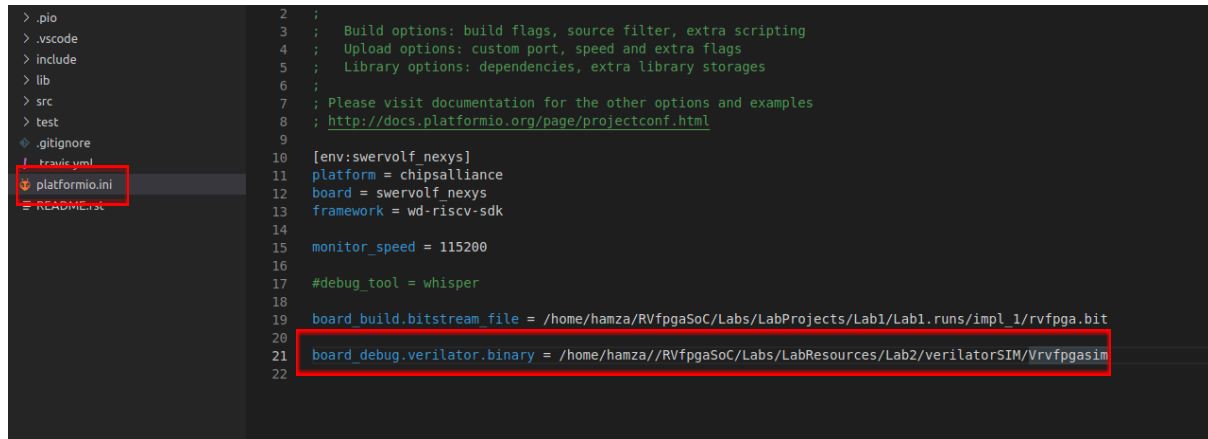 > .pio
> .vscode
> include
> lib
> src
> test
.gitignore
! .travis.yml
platformio.ini
README.rst
2 ;
3 ;   Build options: build flags, source filter, extra scripting
4 ;   Upload options: custom port, speed and extra flags
5 ;   Library options: dependencies, extra library storages
6 ;
7 ; Please visit documentation for the other options and examples
8 ; http://docs.platformio.org/page/projectconf.html
9
10 [env:swervolf_nexys]
11 platform = chipsalliance
12 board = swervolf_nexys
13 framework = wd-riscv-sdk
14
15 monitor_speed = 115200
16
17 #debug_tool = whisper
18
19 board_build.bitstream_file = /home/hamza/RVfpgaSoC/Labs/LabProjects/Lab1/Lab1.runs/impl_1/rvfpga.bit
20
21 board_debug.verilator.binary = /home/hamza//RVfpgaSoC/Labs/LabResources/Lab2/verilatorSIM/Vrvfpgasim
22